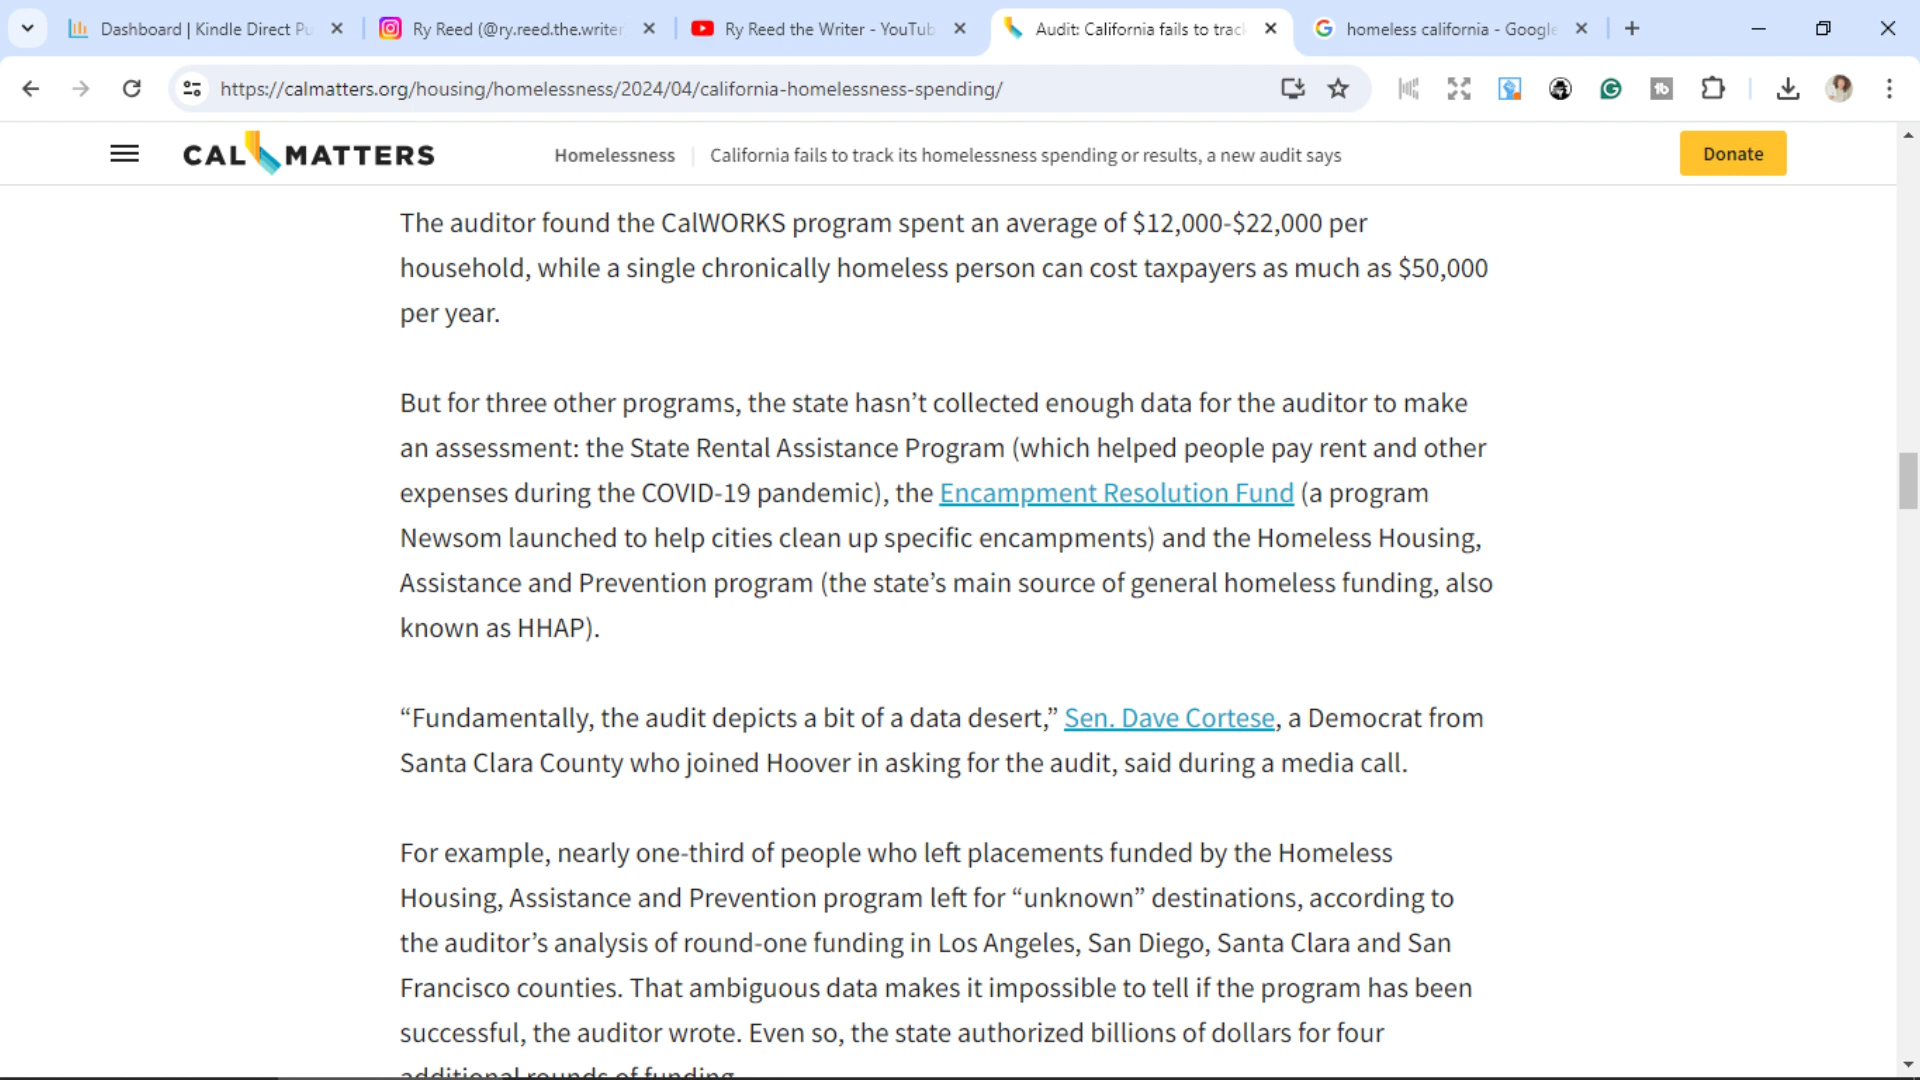 Dashboard | Kindle Direct Pu
Ry Reed (@ry.reed.the.writer
Ry Reed the Writer - YouTub
Audit: California fails to trac
homeless california - Google
https://calmatters.org/housing/homelessness/2024/04/california-homelessness-spending/
CALMATTERS
Homelessness
California fails to track its homelessness spending or results, a new audit says
Donate
The auditor found the CalWORKS program spent an average of $12,000-$22,000 per
household, while a single chronically homeless person can cost taxpayers as much as $50,000
per year.
But for three other programs, the state hasn’t collected enough data for the auditor to make
an assessment: the State Rental Assistance Program (which helped people pay rent and other
expenses during the COVID-19 pandemic), the Encampment Resolution Fund (a program
Newsom launched to help cities clean up specific encampments) and the Homeless Housing,
Assistance and Prevention program (the state’s main source of general homeless funding, also
known as HHAP).
“Fundamentally, the audit depicts a bit of a data desert,” Sen. Dave Cortese, a Democrat from
Santa Clara County who joined Hoover in asking for the audit, said during a media call.
For example, nearly one-third of people who left placements funded by the Homeless
Housing, Assistance and Prevention program left for “unknown” destinations, according to
the auditor’s analysis of round-one funding in Los Angeles, San Diego, Santa Clara and San
Francisco counties. That ambiguous data makes it impossible to tell if the program has been
successful, the auditor wrote. Even so, the state authorized billions of dollars for four
additional rounds of funding.